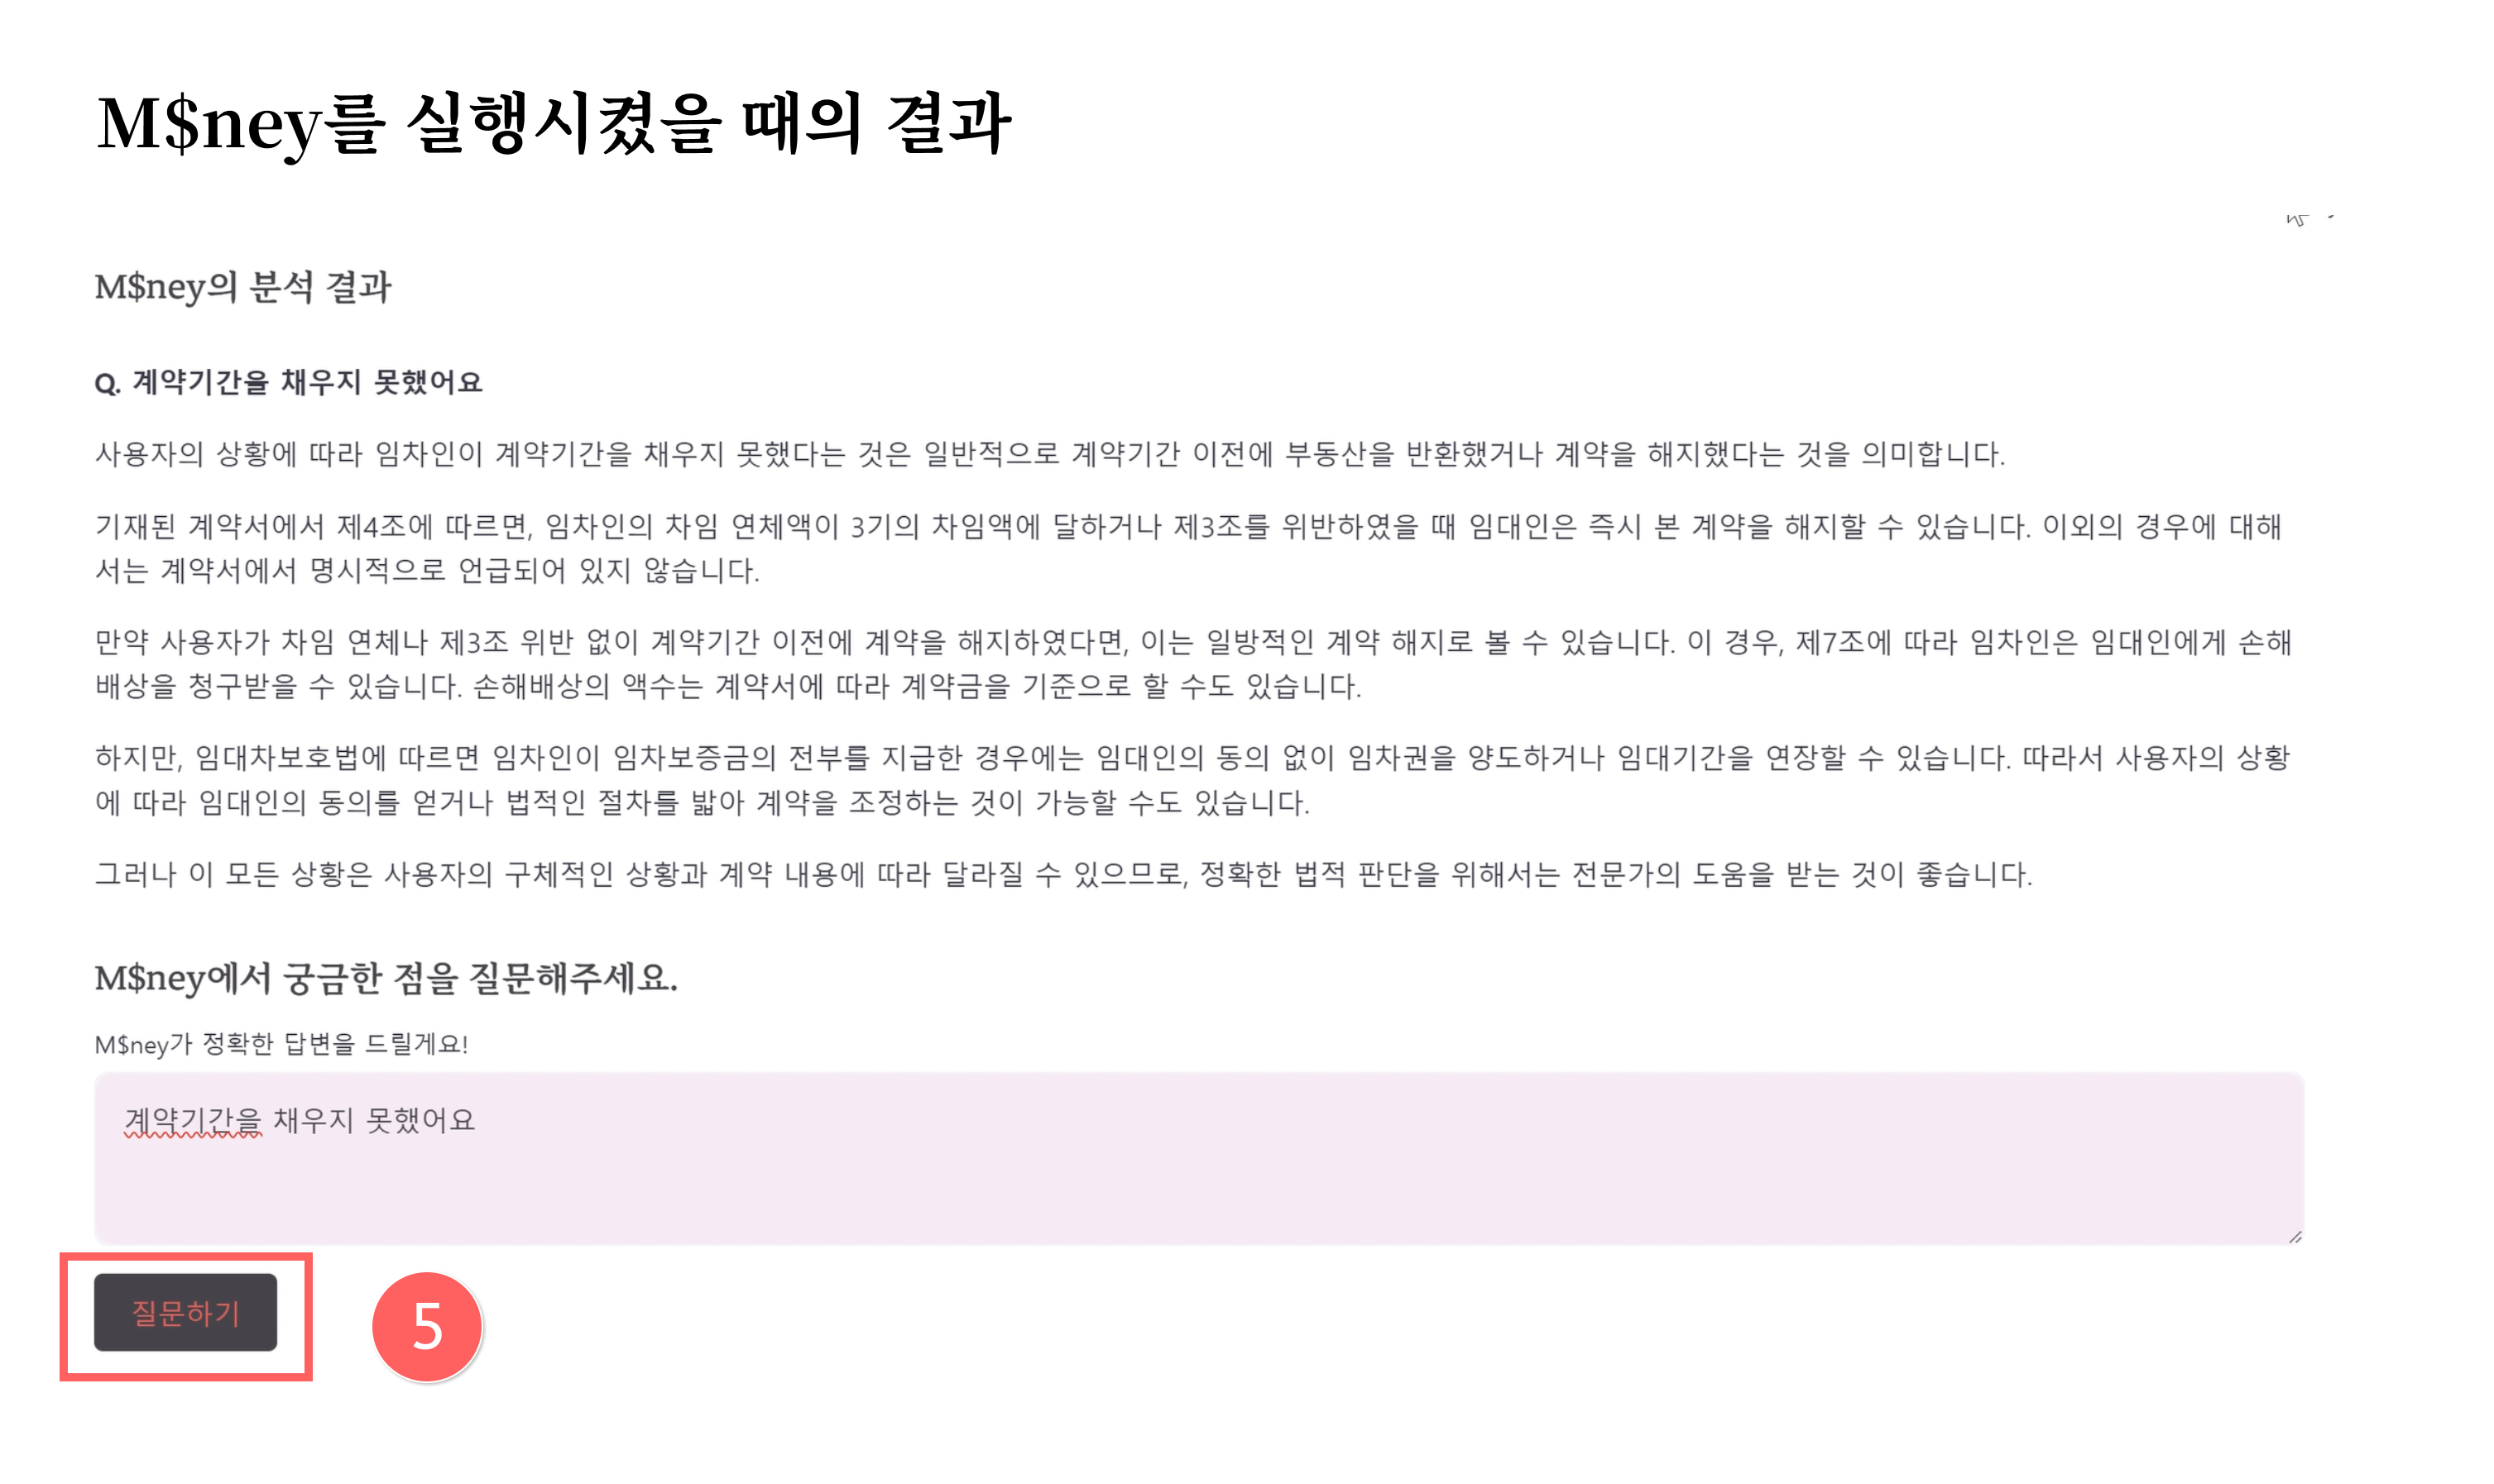 M$ney를 실행시켰을 때의 결과
M$ney의 분석 결과
Q. 계약기간을 채우지 못했어요
사용자의 상황에 따라 임차인이 계약기간을 채우지 못했다는 것은 일반적으로 계약기간 이전에 부동산을 반환했거나 계약을 해지했다는 것을 의미합니다.
기재된 계약서에서 제4조에 따르면, 임차인의 차임 연체액이 3기의 차임액에 달하거나 제3조를 위반하였을 때 임대인은 즉시 본 계약을 해지할 수 있습니다. 이외의 경우에 대해
서는 계약서에서 명시적으로 언급되어 있지 않습니다.
만약 사용자가 차임 연체나 제3조 위반 없이 계약기간 이전에 계약을 해지하였다면, 이는 일방적인 계약 해지로 볼 수 있습니다. 이 경우, 제7조에 따라 임차인은 임대인에게 손해
배상을 청구받을 수 있습니다. 손해배상의 액수는 계약서에 따라 계약금을 기준으로 할 수도 있습니다.
하지만, 임대차보호법에 따르면 임차인이 임차보증금의 전부를 지급한 경우에는 임대인의 동의 없이 임차권을 양도하거나 임대기간을 연장할 수 있습니다. 따라서 사용자의 상황
에 따라 임대인의 동의를 얻거나 법적인 절차를 밟아 계약을 조정하는 것이 가능할 수도 있습니다.
그러나 이 모든 상황은 사용자의 구체적인 상황과 계약 내용에 따라 달라질 수 있으므로, 정확한 법적 판단을 위해서는 전문가의 도움을 받는 것이 좋습니다.
M$ney에서 궁금한 점을 질문해주세요.
M$ney가 정확한 답변을 드릴게요!
계약기간을 채우지 못했어요
질문하기
5